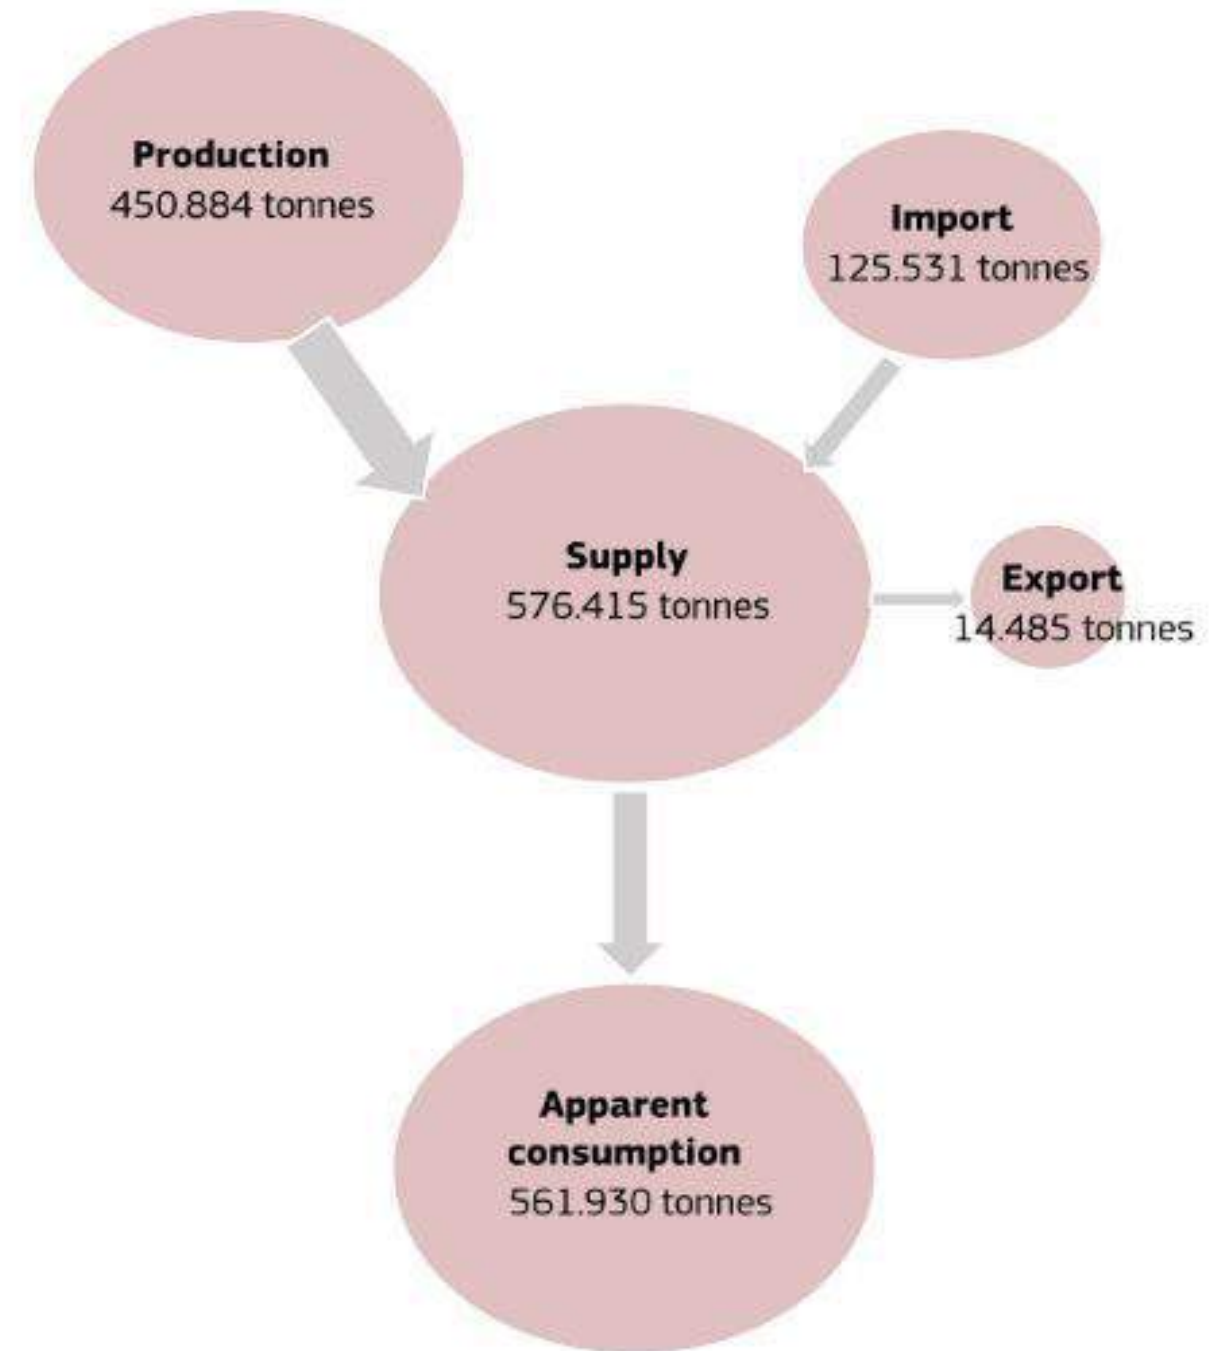 Production
450.884 tonnes
Import
125.531 tonnes
Supply
576.415 tonnes
Export
14.485 tonnes
Apparent
consumption
561.930 tonnes